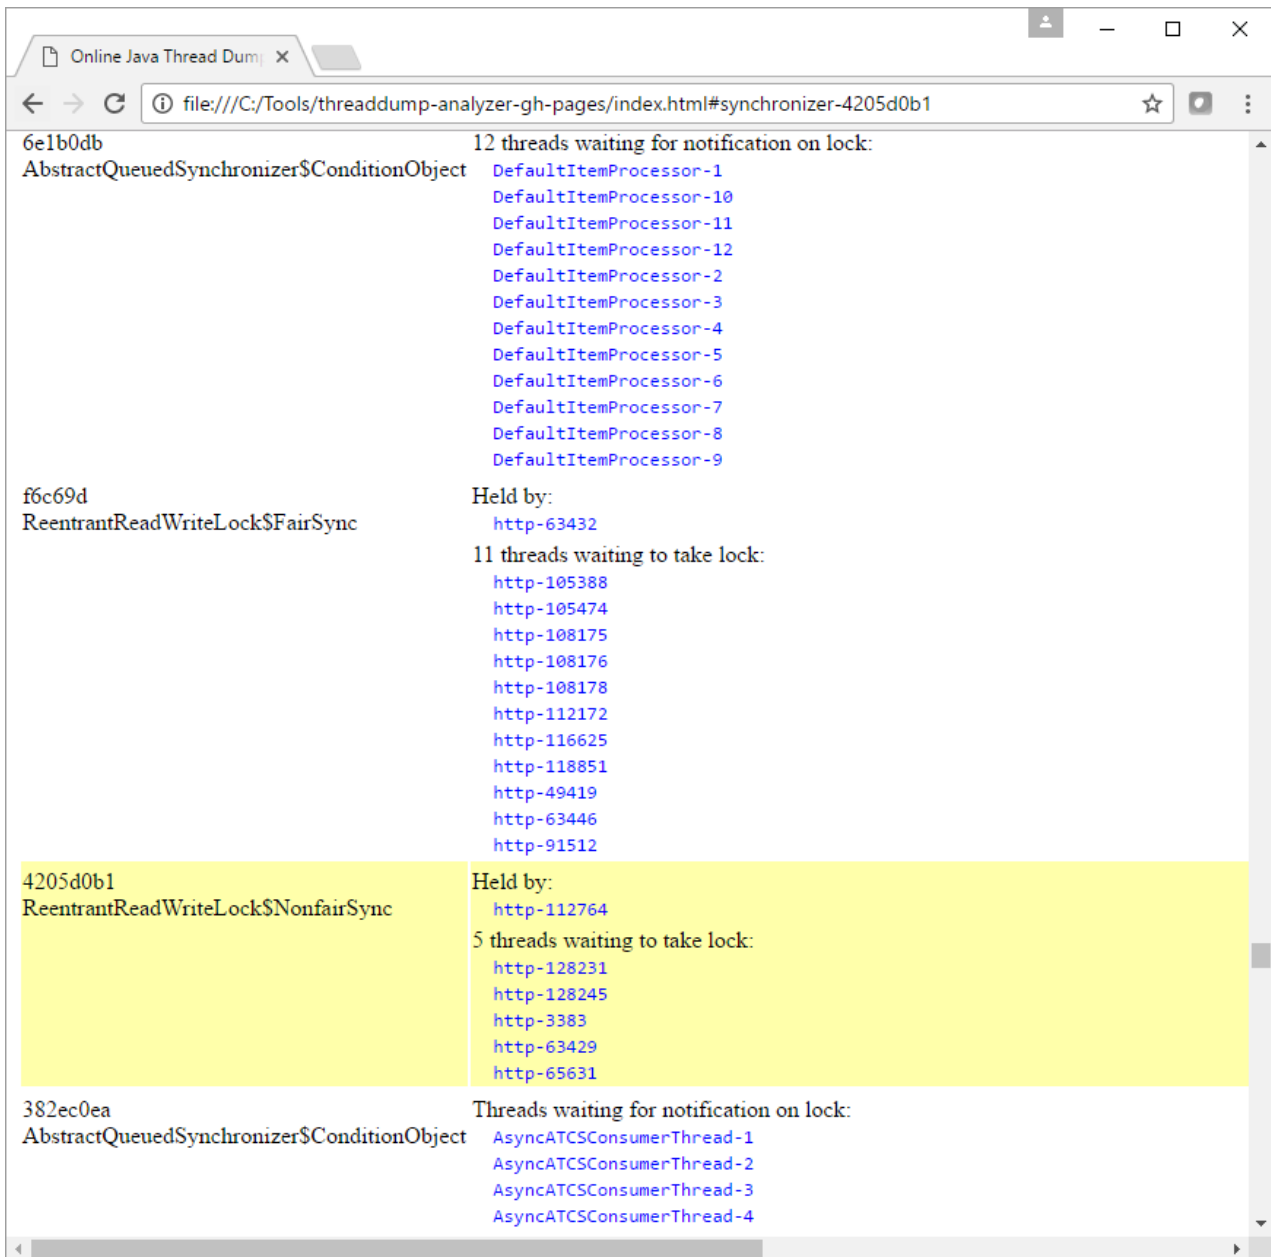 Online Java Thread Dum
file:///C:/Tools/threaddump-analyzer-gh-pages/index.html#synchronizer-4205d0b1
6e1b0db
AbstractQueuedSynchronizer$ConditionObject
12 threads waiting for notification on lock:
DefaultItemProcessor-1
DefaultItemProcessor-10
DefaultItemProcessor-11
DefaultItemProcessor-12
DefaultItemProcessor-2
DefaultItemProcessor-3
DefaultItemProcessor-4
DefaultItemProcessor-5
DefaultItemProcessor-6
DefaultItemProcessor-7
DefaultItemProcessor-8
DefaultItemProcessor-9
f6c69d
ReentrantReadWriteLock$FairSync
Held by:
http-63432
11 threads waiting to take lock:
http-105388
http-105474
http-108175
http-108176
http-108178
http-112172
http-116625
http-118851
http-49419
http-63446
http-91512
4205d0b1
ReentrantReadWriteLock$NonfairSync
Held by:
http-112764
5 threads waiting to take lock:
http-128231
http-128245
http-3383
http-63429
http-65631
382ec0ea
AbstractQueuedSynchronizer$ConditionObject
Threads waiting for notification on lock:
AsyncATCSConsumerThread-1
AsyncATCSConsumerThread-2
AsyncATCSConsumerThread-3
AsyncATCSConsumerThread-4